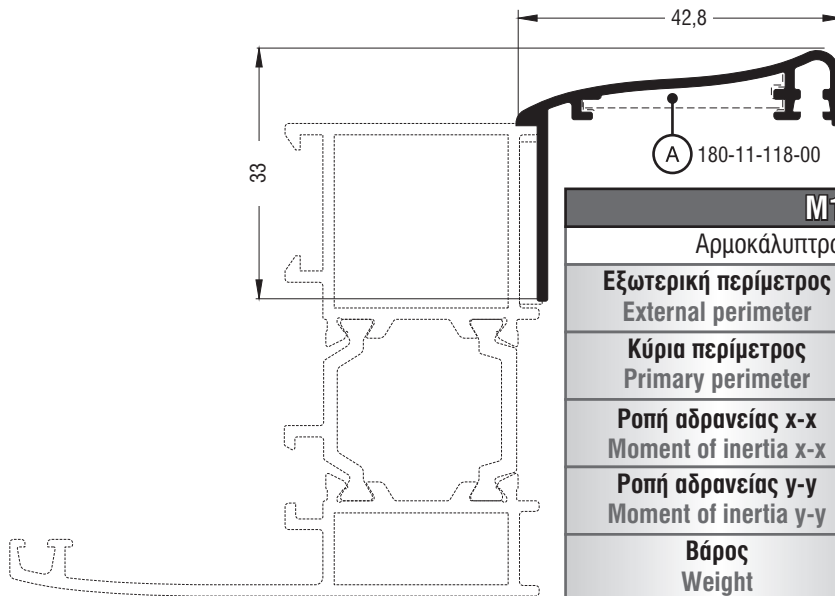 42,8
33
A 180-11-118-00
M1
Αρμοκάλυπτρο
Εξωτερική περίμετρος
External perimeter
Κύρια περίμετρος
Primary perimeter
Ροπή αδρανείας x-x
Moment of inertia x-x
Ροπή αδρανείας y-y
Moment of inertia y-y
Βάρος
Weight